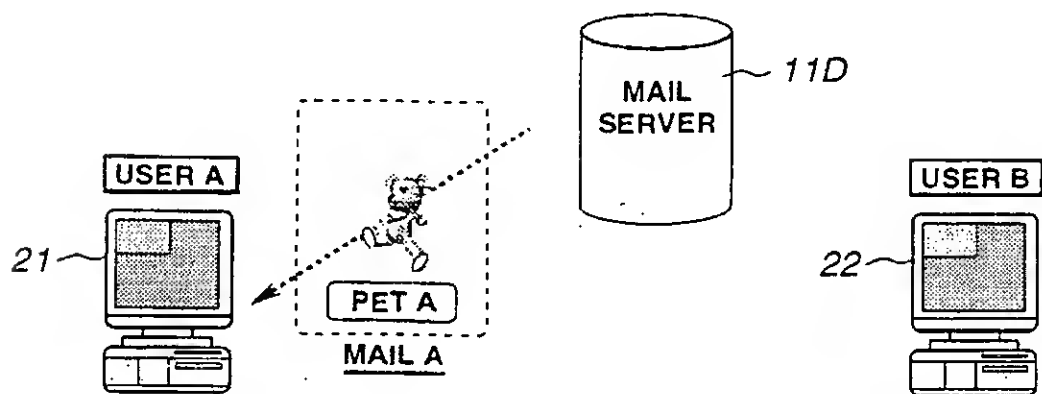 MAIL
SERVER
11D
USER A
USER B
21
22
PET A
MAIL A